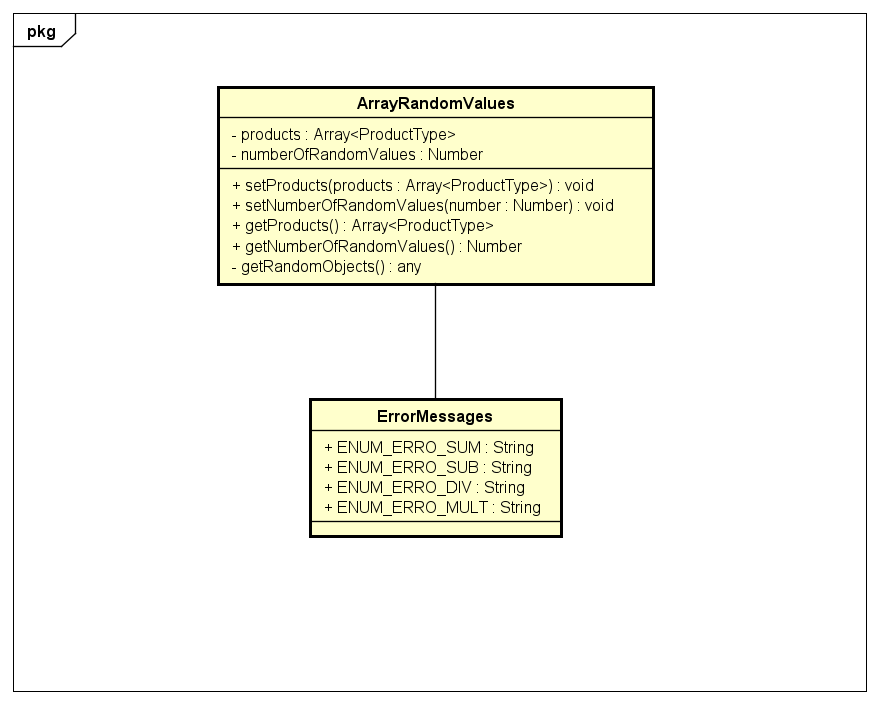 pkg
ArrayRandomValues
- products : Array<ProductType>
- numberOfRandomValues : Number
+ setProducts(products : Array<ProductType>) : void
+ setNumberOfRandomValues(number : Number) : void
+ getProducts() : Array<ProductType>
+ getNumberOfRandomValues() : Number
- getRandomObjects() : any
ErrorMessages
+ ENUM_ERRO_SUM : String
+ ENUM_ERRO_SUB : String
+ ENUM_ERRO_DIV : String
+ ENUM_ERRO_MULT : String